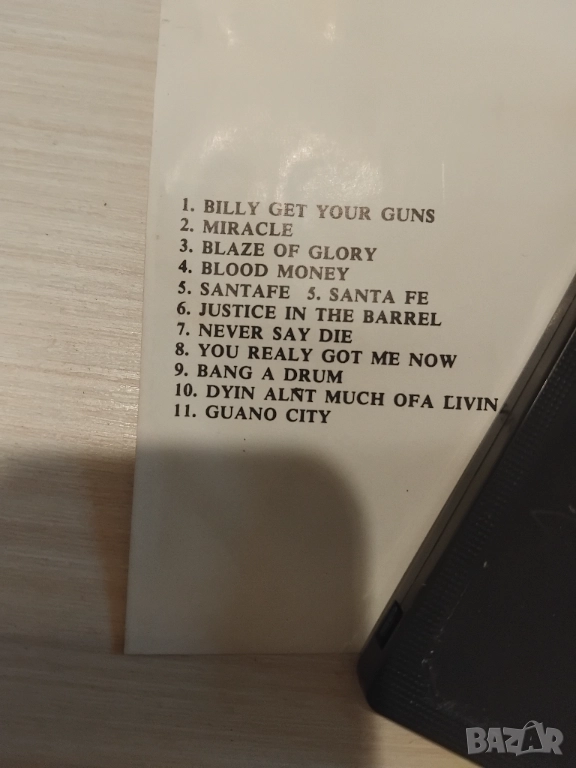 1. BILLY GET YOUR GUNS
2. MIRACLE
3. BLAZE OF GLORY
4. BLOOD MONEY
5. SANTAFE 5. SANTA FE
6. JUSTICE IN THE BARREL
7. NEVER SAY DIE
8. YOU REALY GOT ME NOW
9. BANG A DRUM
10. DYIN ALNT MUCH OFA LIVIN
11. GUANO CITY
BAZAR